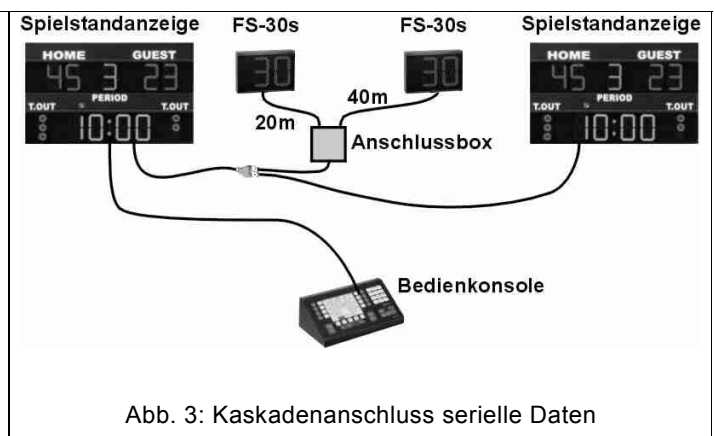 Spielstandanzeige FS-30s FS-30s Spielstandanzeige
HOME GUEST
45 3 23
PERIOD
T.OUT T.OUT
10:00
30
30
HOME GUEST
45 3 23
PERIOD
T.OUT T.OUT
10:00
20m
40m
Anschlussbox
Bedienkonsole
Abb. 3: Kaskadenanschluss serielle Daten